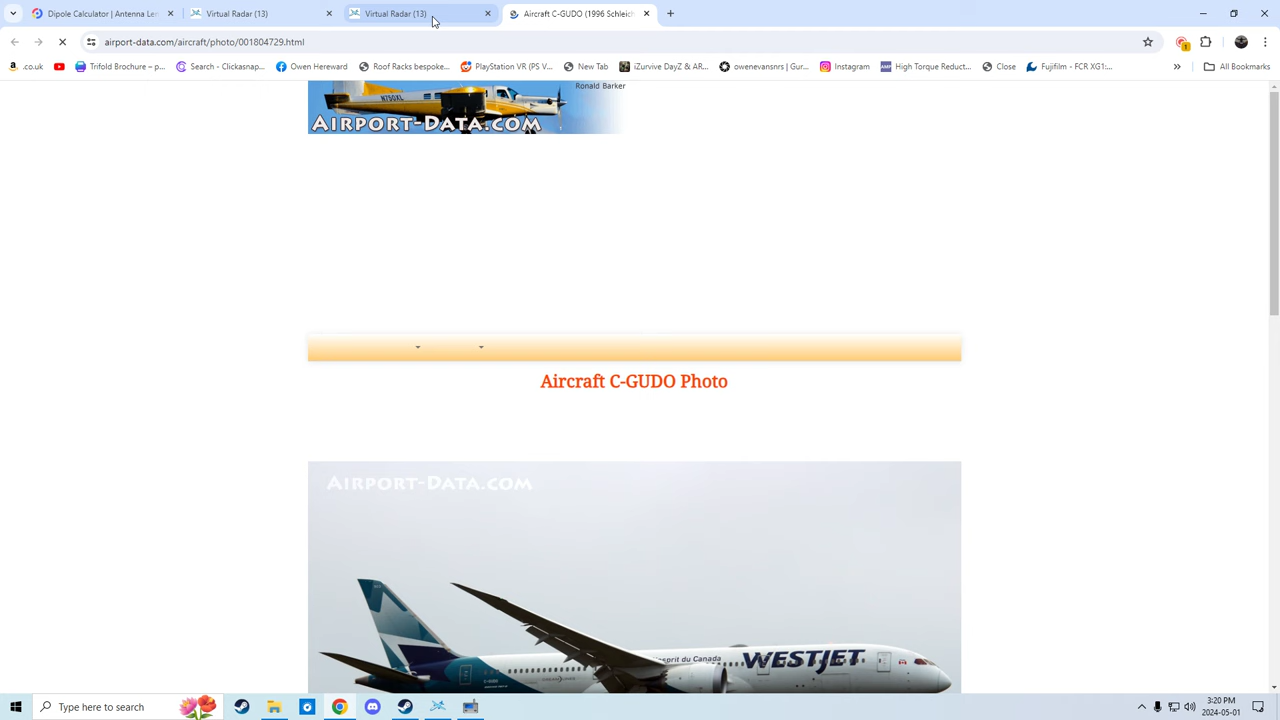 Dipole Calculator | Antenna Len
Virtual Radar (13)
Virtual Radar (13)
Aircraft C-GUDO (1996 Schleich
airport-data.com/aircraft/photo/001804729.html
.co.uk
Trifold Brochure – p...
Search - Clickasnap...
Owen Hereward
Roof Racks bespoke...
PlayStation VR (PS V...
New Tab
iZurvive DayZ & AR...
owenevansnrs | Gur...
Instagram
High Torque Reduct...
Close
Fujifilm - FCR XG1:...
»
All Bookmarks
Ronald Barker
N750XL
AIRPORT-DATA.COM
Aircraft C-GUDO Photo
AIRPORT-DATA.COM
l'esprit du Canada
WESTJET
Type here to search
3:20 PM
2024-05-01